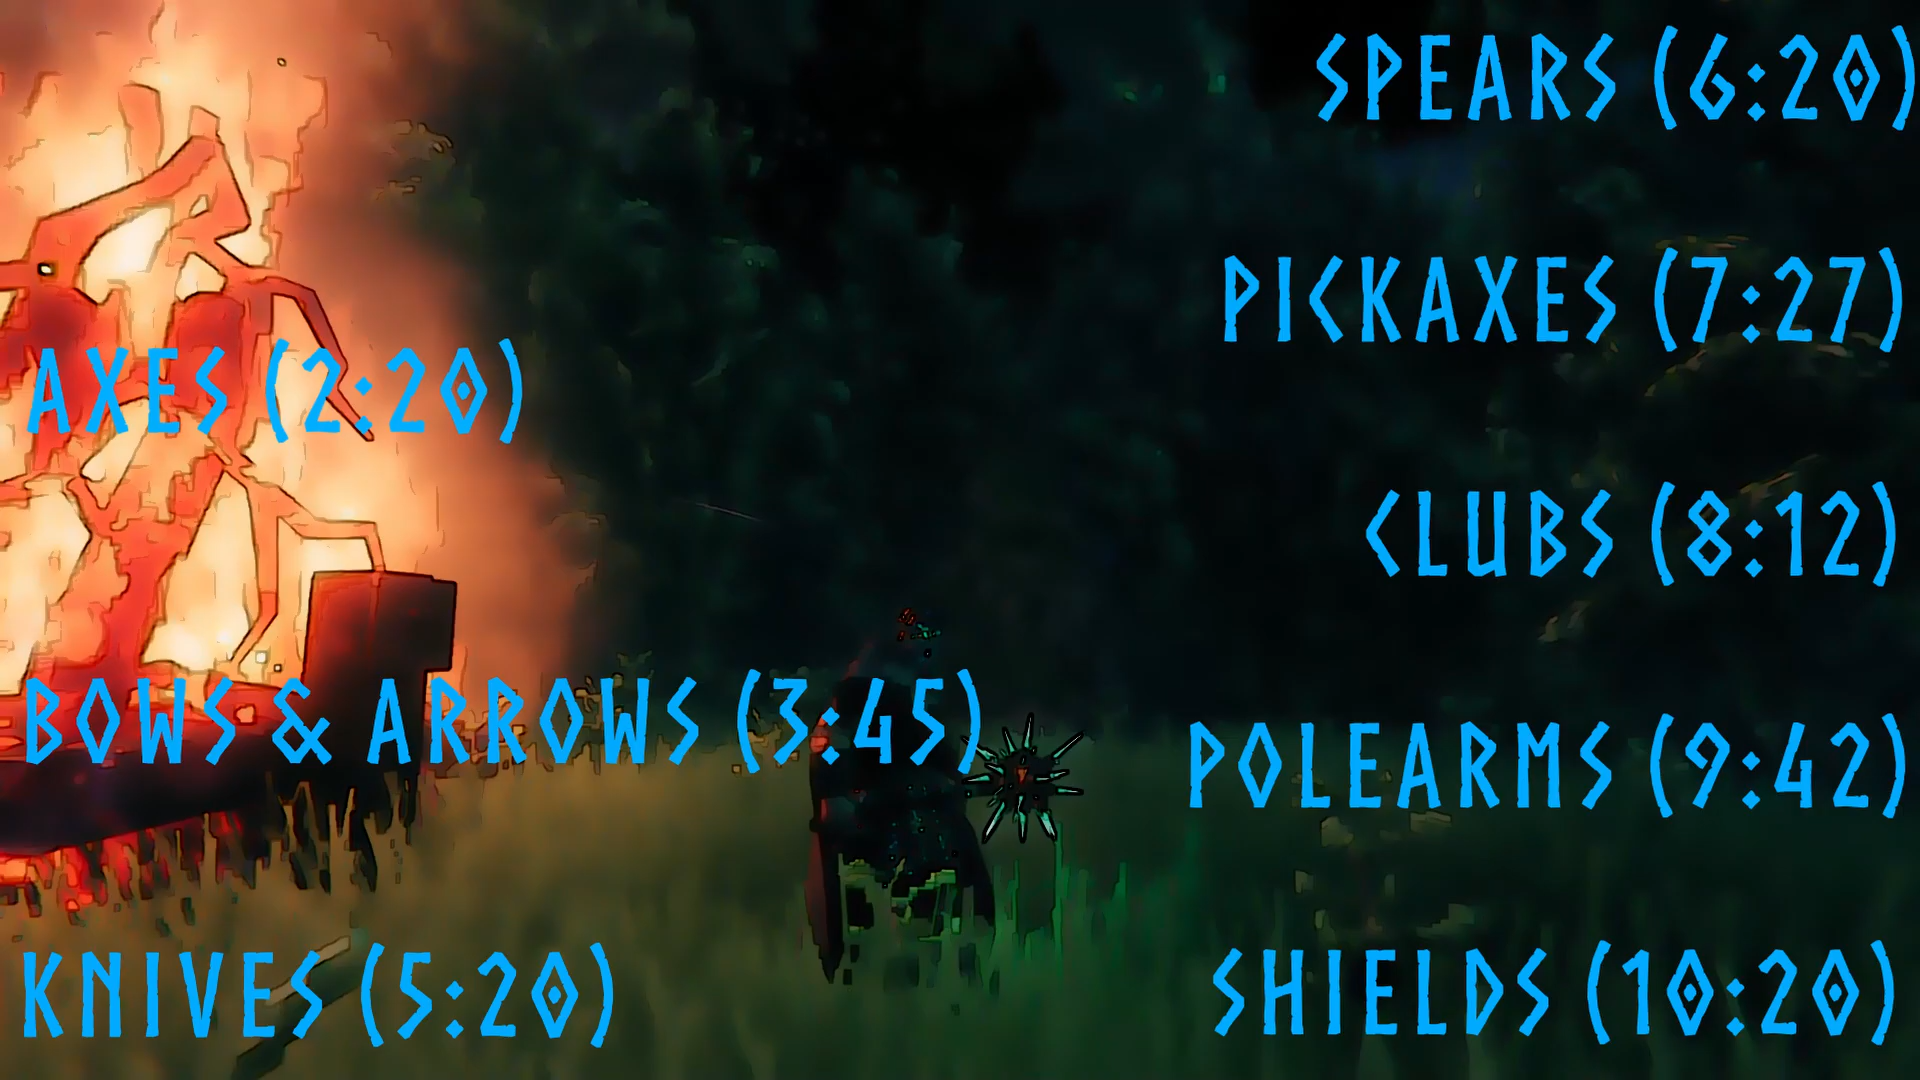 AXES (2:20)
BOWS & ARROWS (3:45)
KNIVES (5:20)
SPEARS (6:20)
PICKAXES (7:27)
CLUBS (8:12)
POLEARMS (9:42)
SHIELDS (10:20)